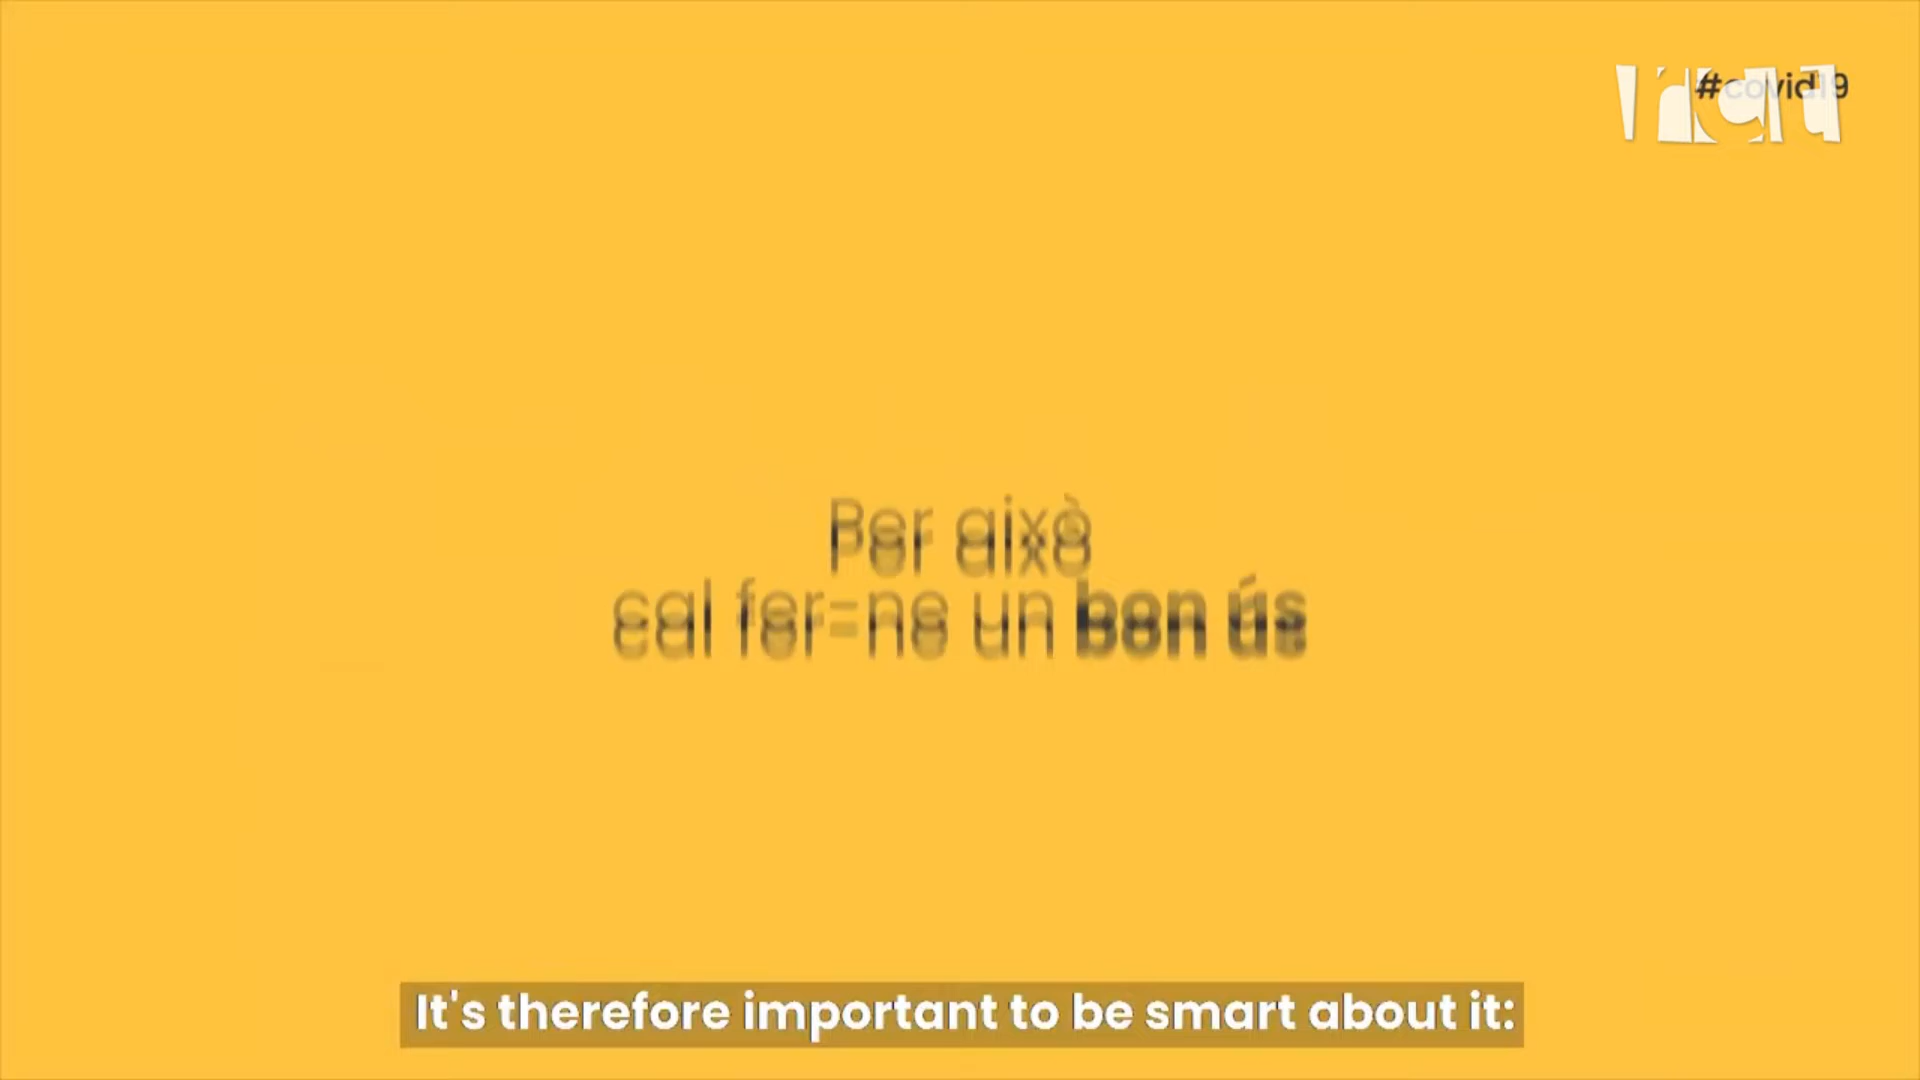 #covid19
Per això
cal fer-ne un bon ús
It's therefore important to be smart about it: